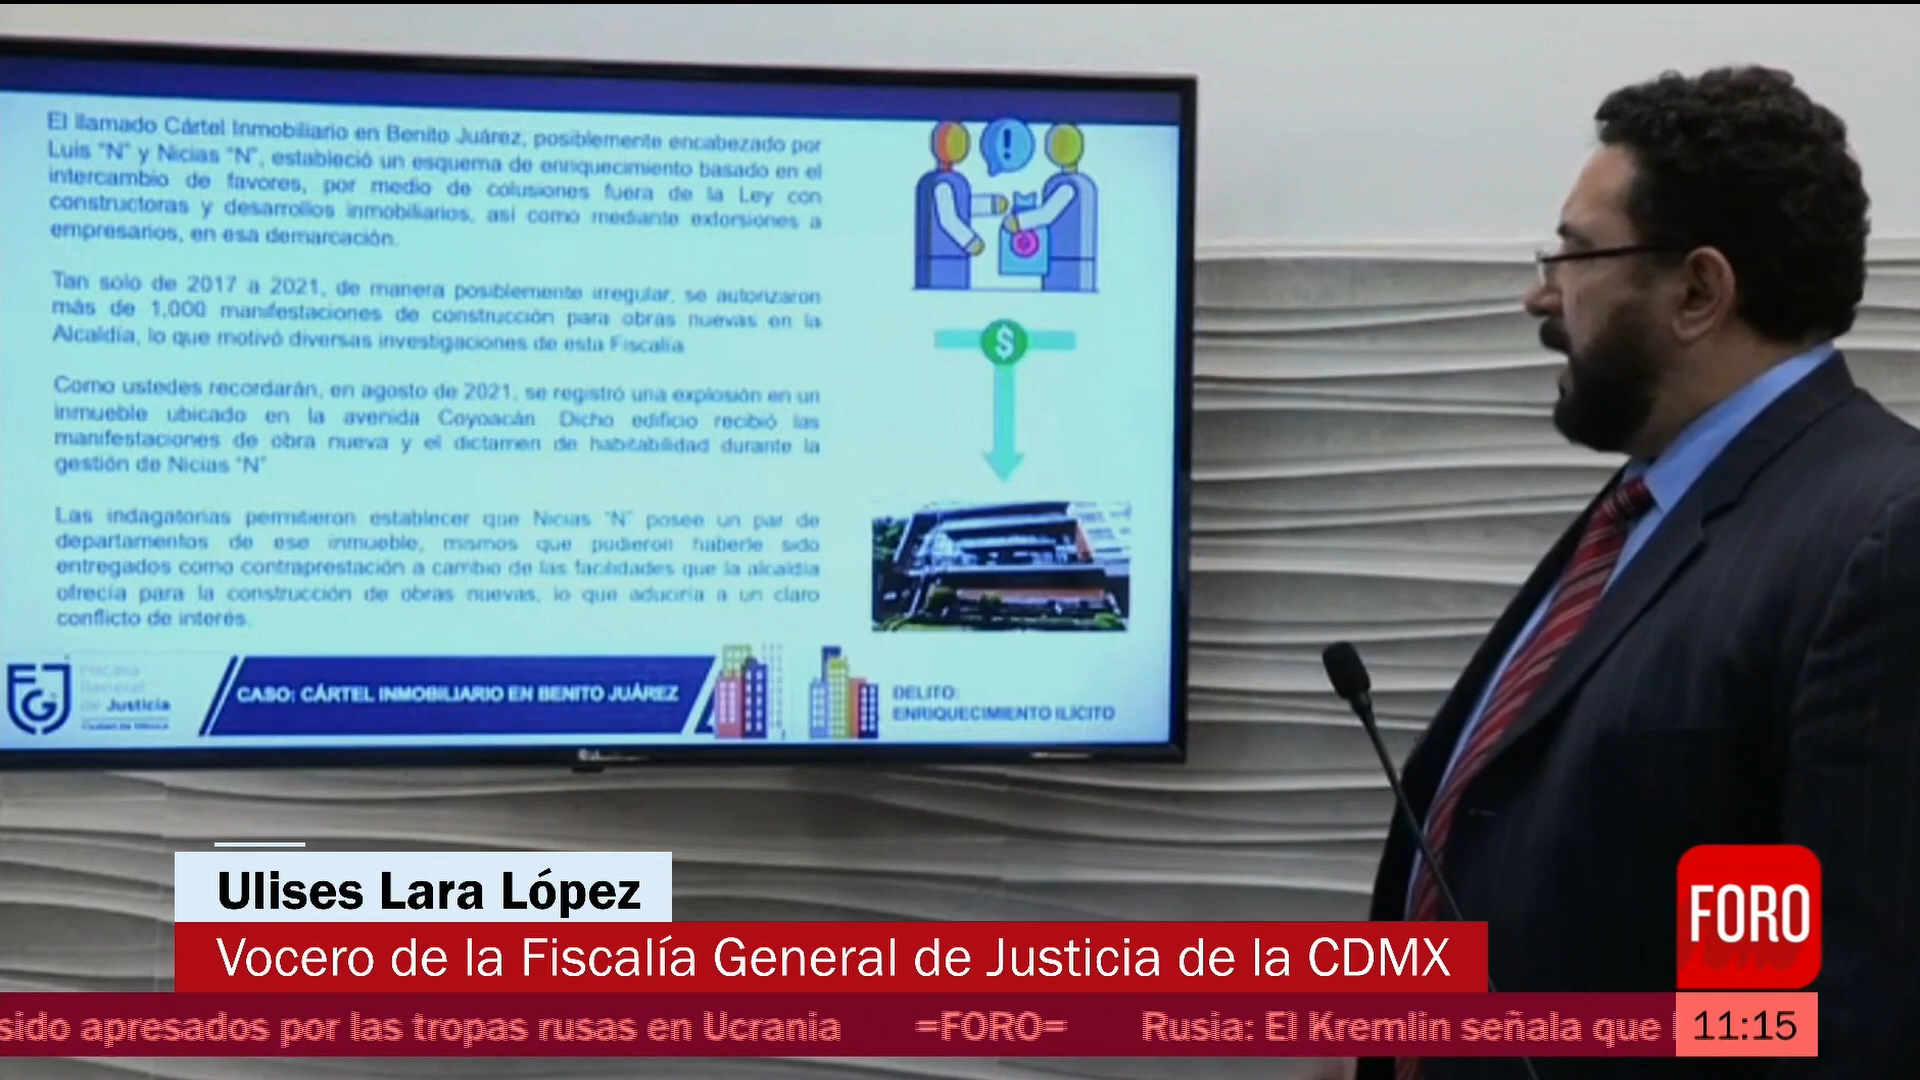 El llamado Cártel Inmobiliario en Benito Juárez, posiblemente encabezado por
Luis "N" y Nicias "N", estableció un esquema de enriquecimiento basado en el
intercambio de favores, por medio de colusiones fuera de la Ley con
constructoras y desarrollos inmobiliarios, así como mediante extorsiones a
empresarios, en esa demarcación.
Tan solo de 2017 a 2021, de manera posiblemente irregular, se autorizaron
más de 1,000 manifestaciones de construcción para obras nuevas en la
Alcaldía, lo que motivó diversas investigaciones de esta Fiscalía
Como ustedes recordarán, en agosto de 2021, se registró una explosión en un
inmueble ubicado en la avenida Coyoacán. Dicho edificio recibió las
manifestaciones de obra nueva y el dictamen de habitabilidad durante la
gestión de Nicias "N"
Las indagatorias permitieron establecer que Nicias "N" posee un par de
departamentos de ese inmueble, mismos que pudieron haberle sido
entregados como contraprestación a cambio de las facilidades que la alcaldía
ofrecía para la construcción de obras nuevas, lo que aduciría a un claro
conflicto de interés.
!
$
FGJ
Fiscalía
General
de Justicia
Ciudad de México
CASO: CÁRTEL INMOBILIARIO EN BENITO JUÁREZ
DELITO:
ENRIQUECIMIENTO ILÍCITO
Ulises Lara López
Vocero de la Fiscalía General de Justicia de la CDMX
FORO
sido apresados por las tropas rusas en Ucrania =FORO= Rusia: El Kremlin señala que
11:15